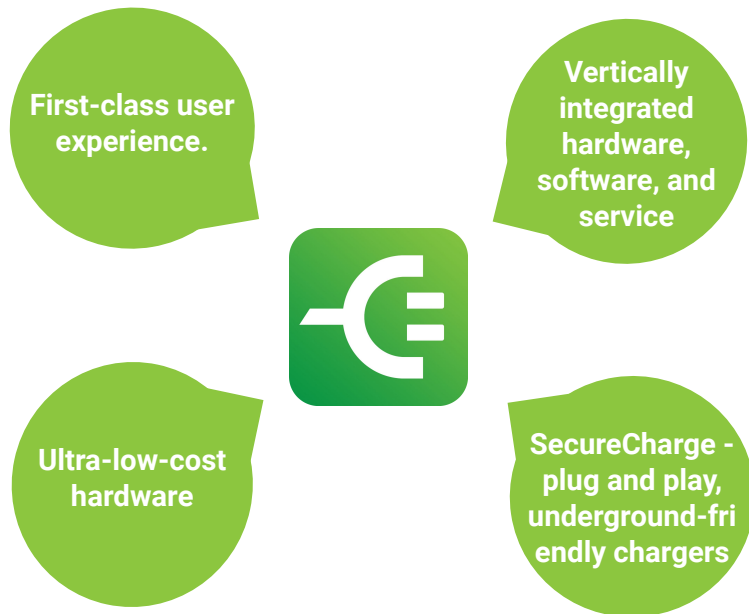 First-class user
experience.
Vertically
integrated
hardware,
software, and
service
Ultra-low-cost
hardware
SecureCharge -
plug and play,
underground-fri
endly chargers